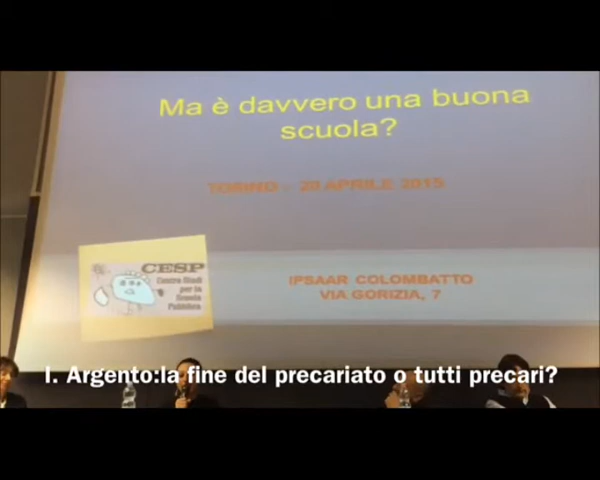 Ma è davvero una buona
scuola?
TORINO - 20 APRILE 2015
CESP
Centro Studi
per la
Scuola
Pubblica
IPSAAR COLOMBATTO
VIA GORIZIA, 7
I. Argento:la fine del precariato o tutti precari?